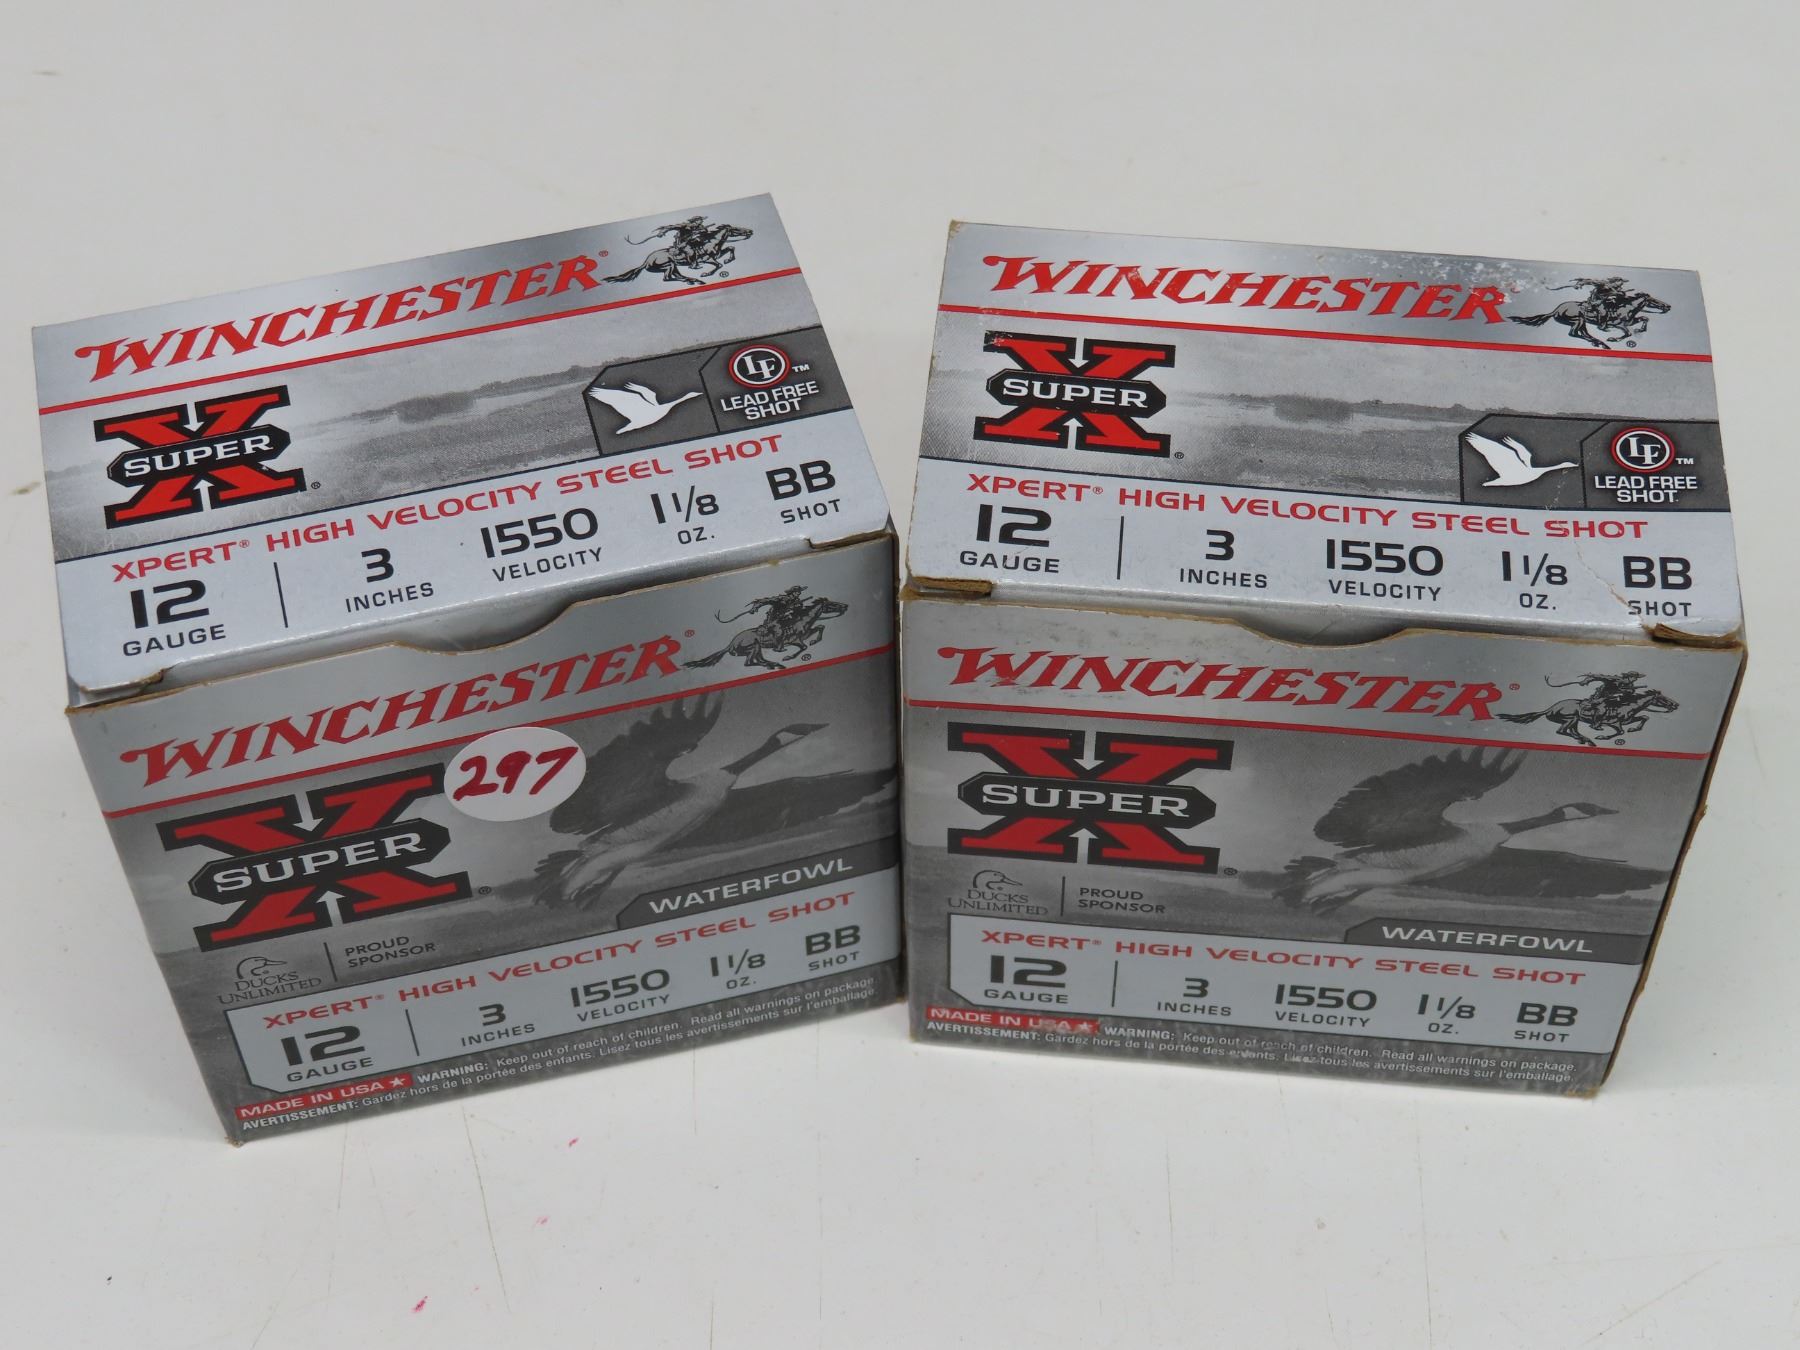 WINCHESTER®
®
SUPER
X®
LF™
LEAD FREE
SHOT
XPERT® HIGH VELOCITY STEEL SHOT
12 3 1550 1 1/8 BB
GAUGE INCHES VELOCITY OZ. SHOT
WINCHESTER®
®
297
SUPER
X®
WATERFOWL
DUCKS
UNLIMITED
PROUD
SPONSOR
XPERT® HIGH VELOCITY STEEL SHOT
12 3 1550 1 1/8 BB
GAUGE INCHES VELOCITY OZ. SHOT
MADE IN USA WARNING: Keep out of reach of children. Read all warnings on package.
AVERTISSEMENT: Gardez hors de la portée des enfants. Lisez tous les avertissements sur l'emballage.
WINCHESTER
®
SUPER
X®
LF™
LEAD FREE
SHOT
XPERT® HIGH VELOCITY STEEL SHOT
12 3 1550 1 1/8 BB
GAUGE INCHES VELOCITY OZ. SHOT
WINCHESTER®
®
SUPER
X®
DUCKS
UNLIMITED
PROUD
SPONSOR
WATERFOWL
XPERT® HIGH VELOCITY STEEL SHOT
12 3 1550 1 1/8 BB
GAUGE INCHES VELOCITY OZ. SHOT
MADE IN USA WARNING: Keep out of reach of children. Read all warnings on package.
AVERTISSEMENT: Gardez hors de la portée des enfants. Lisez tous les avertissements sur l'emballage.